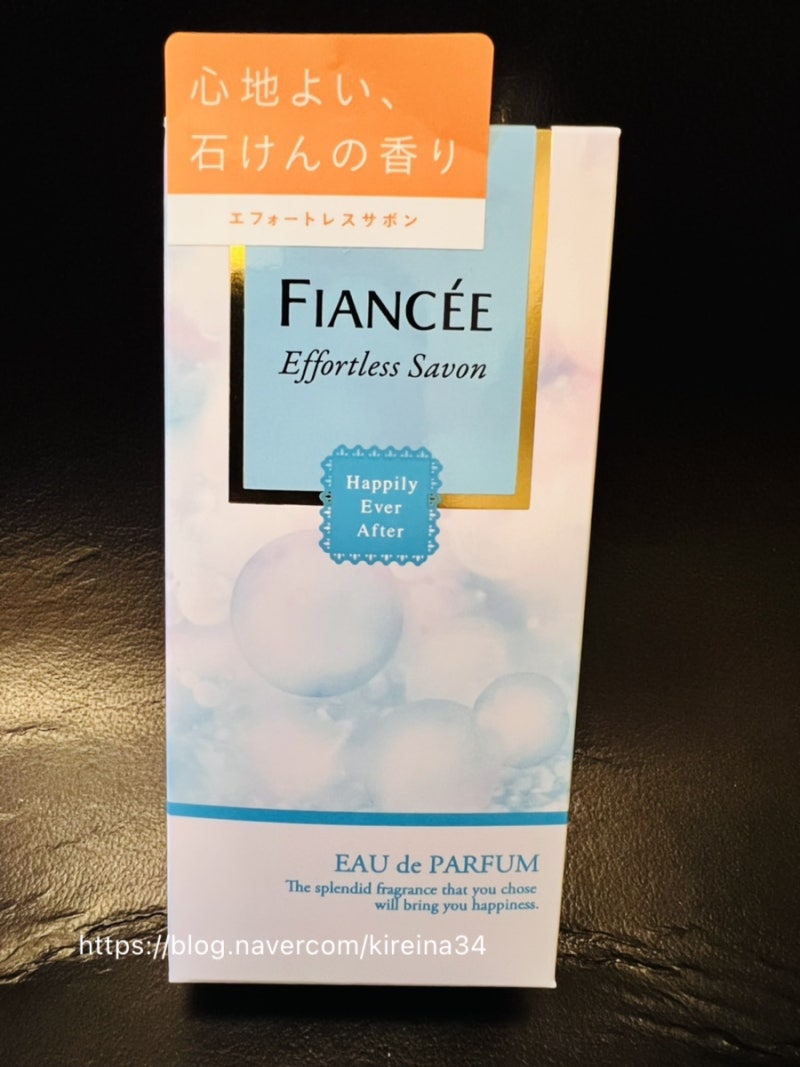 心地よい、
石けんの香り
エフォートレスサボン
FIANCÉE
Effortless Savon
Happily
Ever
After
EAU de PARFUM
The splendid fragrance that you chose
will bring you happiness.
https://blog.navercom/kireina34